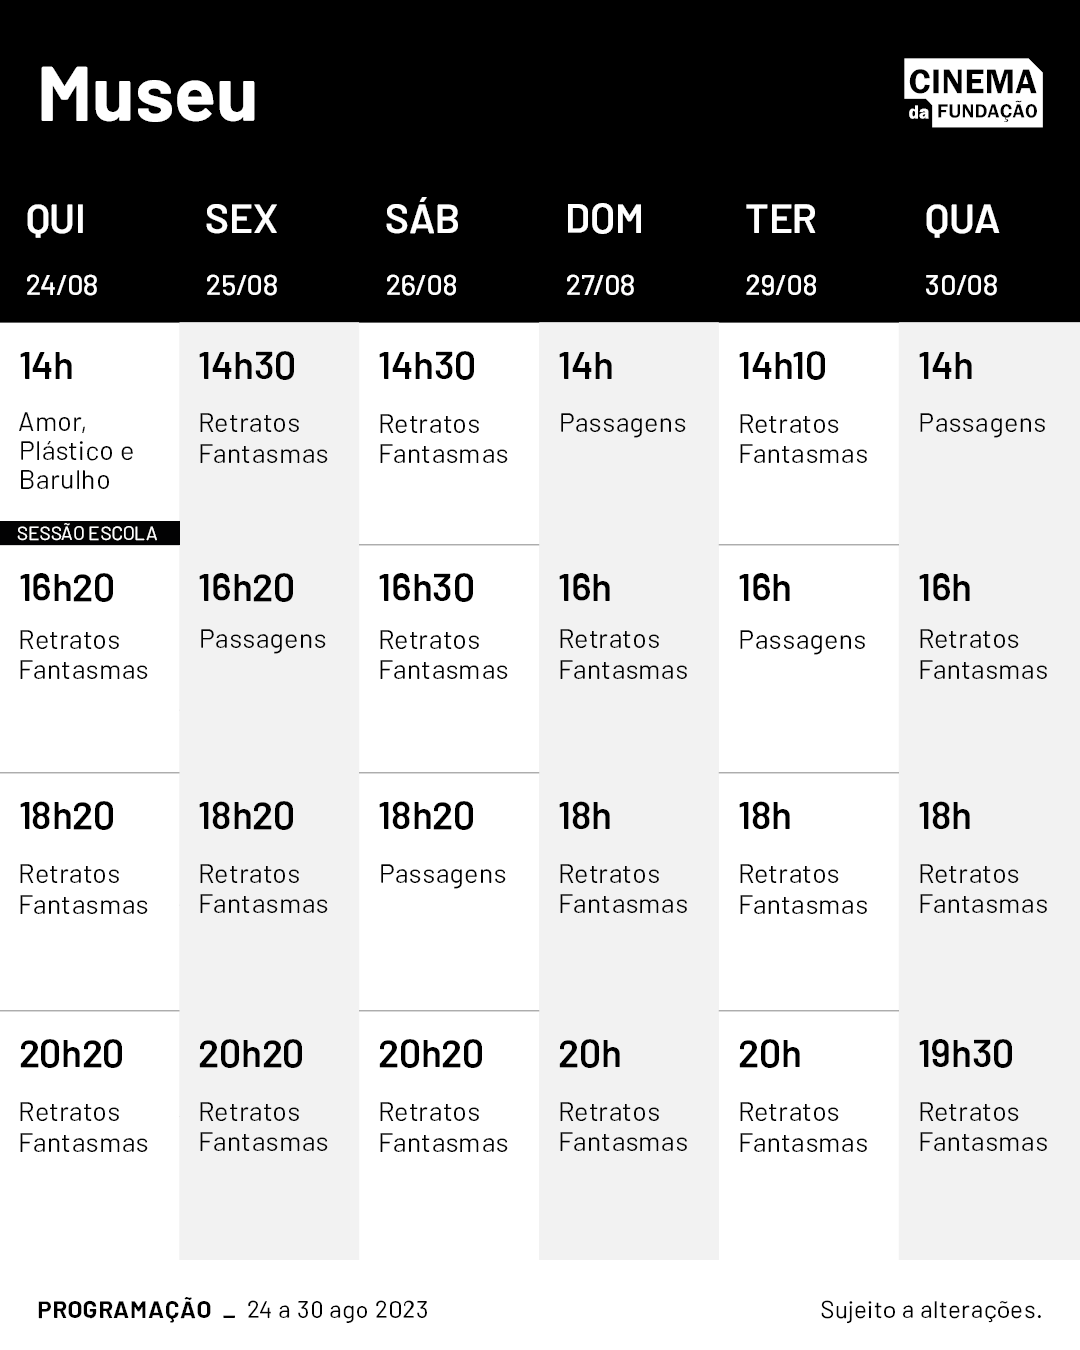 Museu
CINEMA
da FUNDAÇÃO
QUI SEX SÁB DOM TER QUA
24/08 25/08 26/08 27/08 29/08 30/08
14h 14h30 14h30 14h 14h10 14h
Amor, Retratos Retratos Passagens Retratos Passagens
Plástico e Fantasmas Fantasmas Fantasmas
Barulho
SESSÃO ESCOLA
16h20 16h20 16h30 16h 16h 16h
Retratos Passagens Retratos Retratos Passagens Retratos
Fantasmas Fantasmas Fantasmas Fantasmas
18h20 18h20 18h20 18h 18h 18h
Retratos Retratos Passagens Retratos Retratos Retratos
Fantasmas Fantasmas Fantasmas Fantasmas Fantasmas
20h20 20h20 20h20 20h 20h 19h30
Retratos Retratos Retratos Retratos Retratos Retratos
Fantasmas Fantasmas Fantasmas Fantasmas Fantasmas Fantasmas
PROGRAMAÇÃO _ 24 a 30 ago 2023 Sujeito a alterações.